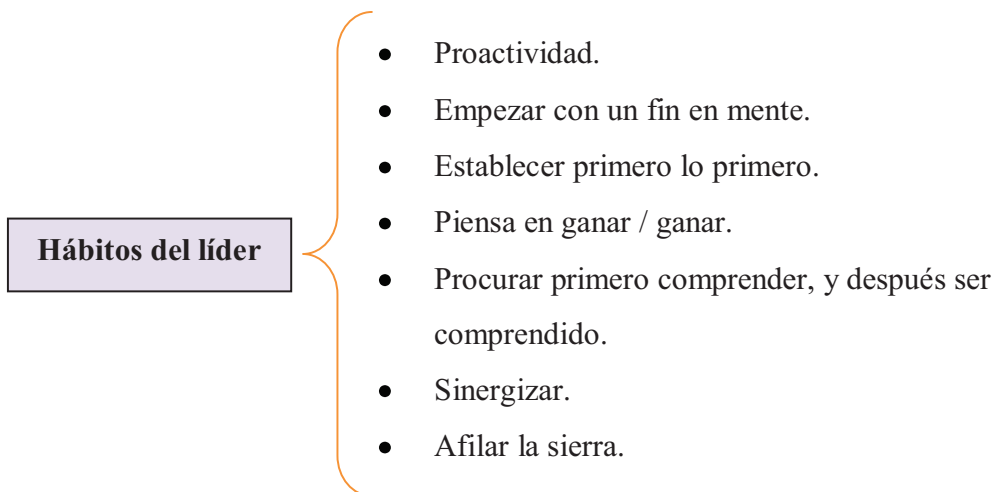 Hábitos del líder
• Proactividad.
• Empezar con un fin en mente.
• Establecer primero lo primero.
• Piensa en ganar / ganar.
• Procurar primero comprender, y después ser
comprendido.
• Sinergizar.
• Afilar la sierra.